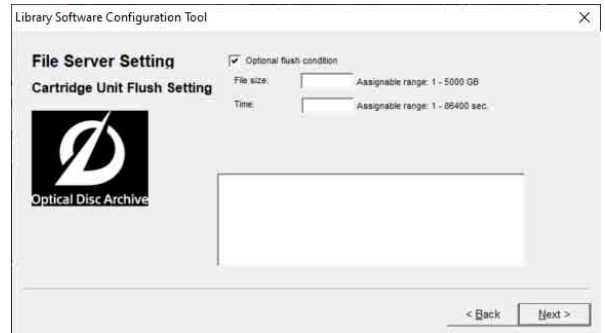 Library Software Configuration Tool
File Server Setting
Cartridge Unit Flush Setting
Optical Disc Archive
Optional flush condition
File size: Assignable range: 1 - 5000 GB
Time: Assignable range: 1 - 86400 sec.
< Back Next >